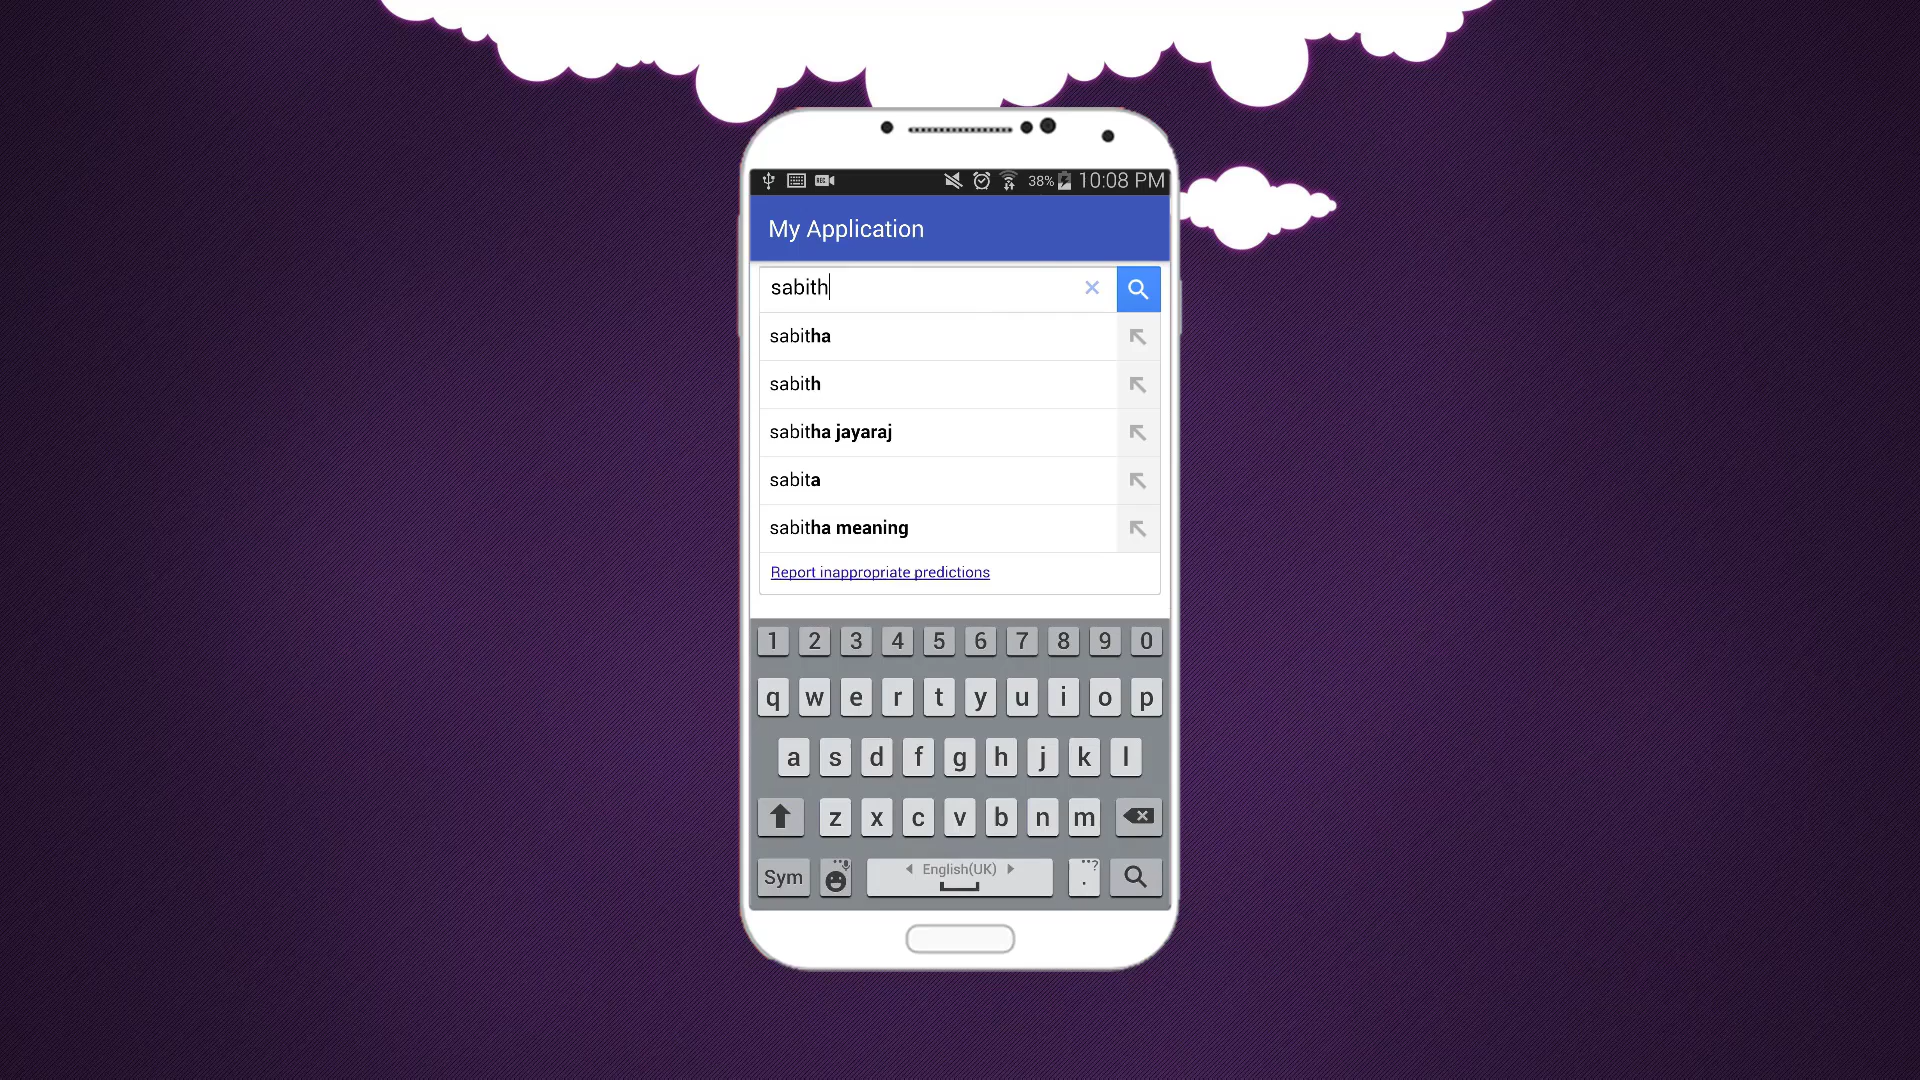 REC 38% 10:08 PM
My Application
sabith
sabitha
sabith
sabitha jayaraj
sabita
sabitha meaning
Report inappropriate predictions
1 2 3 4 5 6 7 8 9 0
q w e r t y u i o p
a s d f g h j k l
z x c v b n m
Sym English(UK) . ?